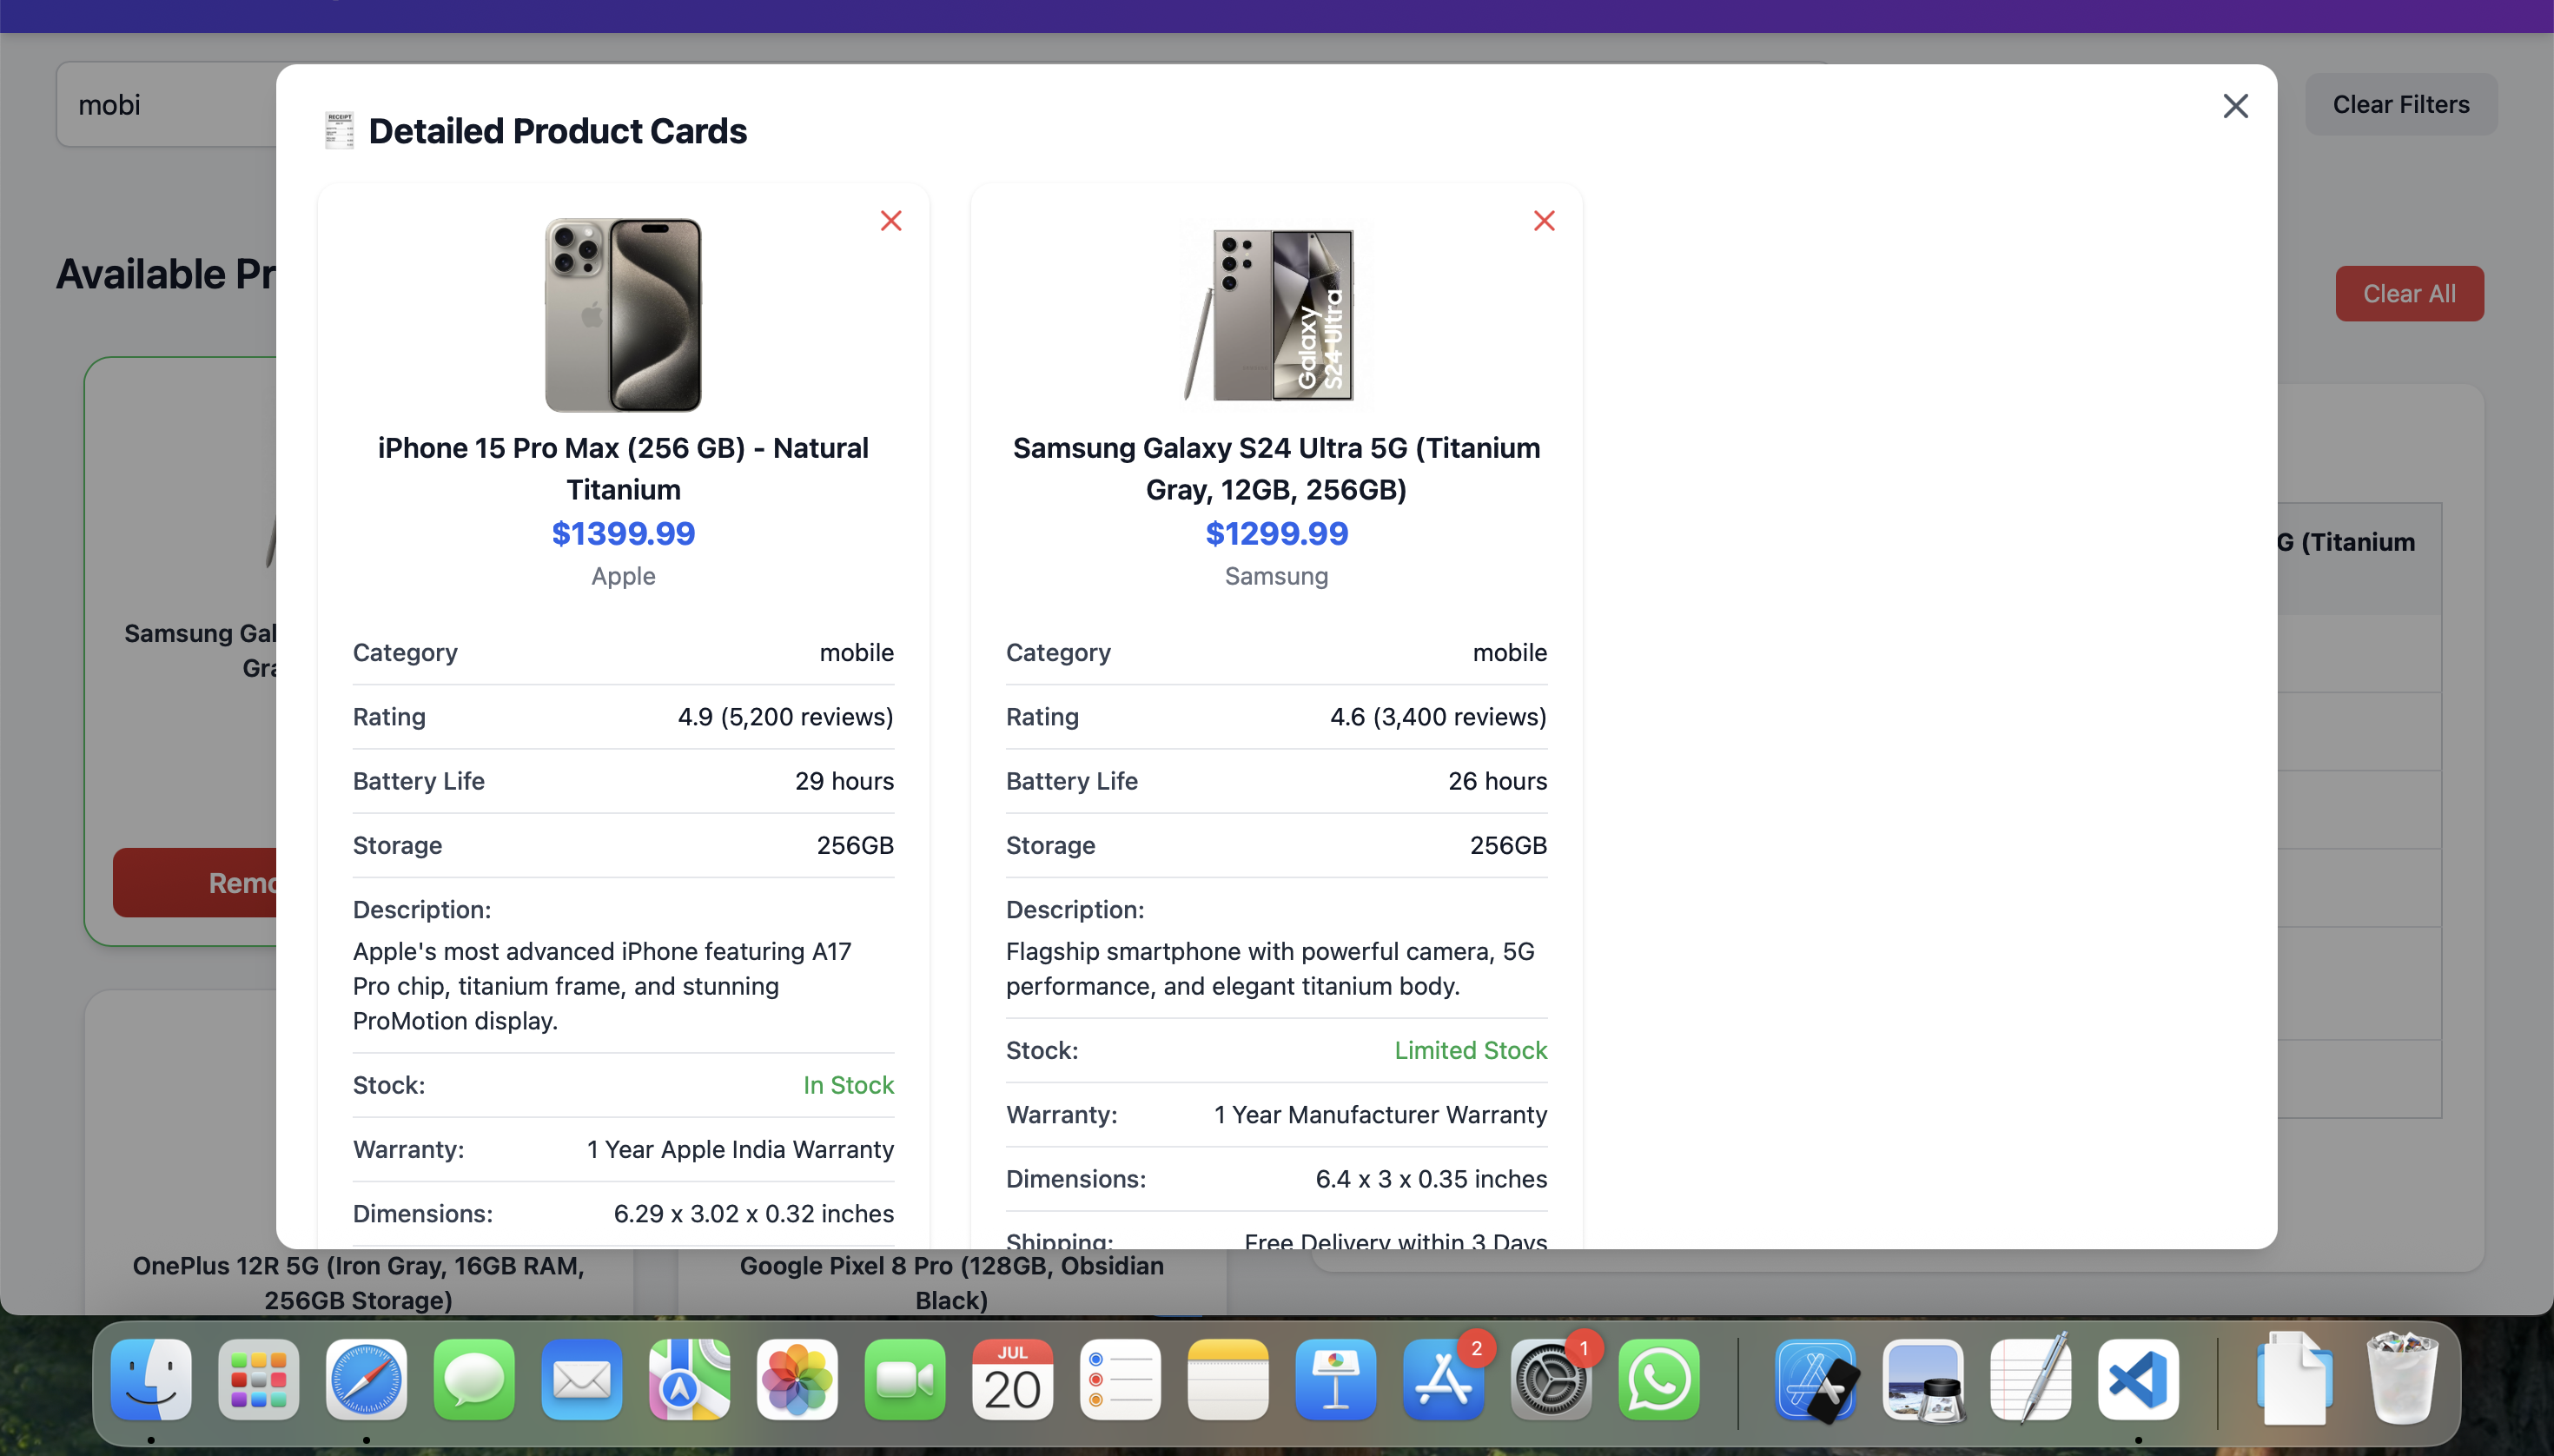 mobi
Clear Filters
RECEIPT
Detailed Product Cards
Available Pr
Clear All
Galaxy
S24 Ultra
iPhone 15 Pro Max (256 GB) - Natural
Titanium
$1399.99
Apple
Category mobile
Rating 4.9 (5,200 reviews)
Battery Life 29 hours
Storage 256GB
Description:
Apple's most advanced iPhone featuring A17
Pro chip, titanium frame, and stunning
ProMotion display.
Stock: In Stock
Warranty: 1 Year Apple India Warranty
Dimensions: 6.29 x 3.02 x 0.32 inches
Samsung Galaxy S24 Ultra 5G (Titanium
Gray, 12GB, 256GB)
$1299.99
Samsung
Category mobile
Rating 4.6 (3,400 reviews)
Battery Life 26 hours
Storage 256GB
Description:
Flagship smartphone with powerful camera, 5G
performance, and elegant titanium body.
Stock: Limited Stock
Warranty: 1 Year Manufacturer Warranty
Dimensions: 6.4 x 3 x 0.35 inches
Shipping: Free Delivery within 3 Days
G (Titanium
Samsung Gal
Gra
Remo
OnePlus 12R 5G (Iron Gray, 16GB RAM,
256GB Storage)
Google Pixel 8 Pro (128GB, Obsidian
Black)
JUL
20
2
1